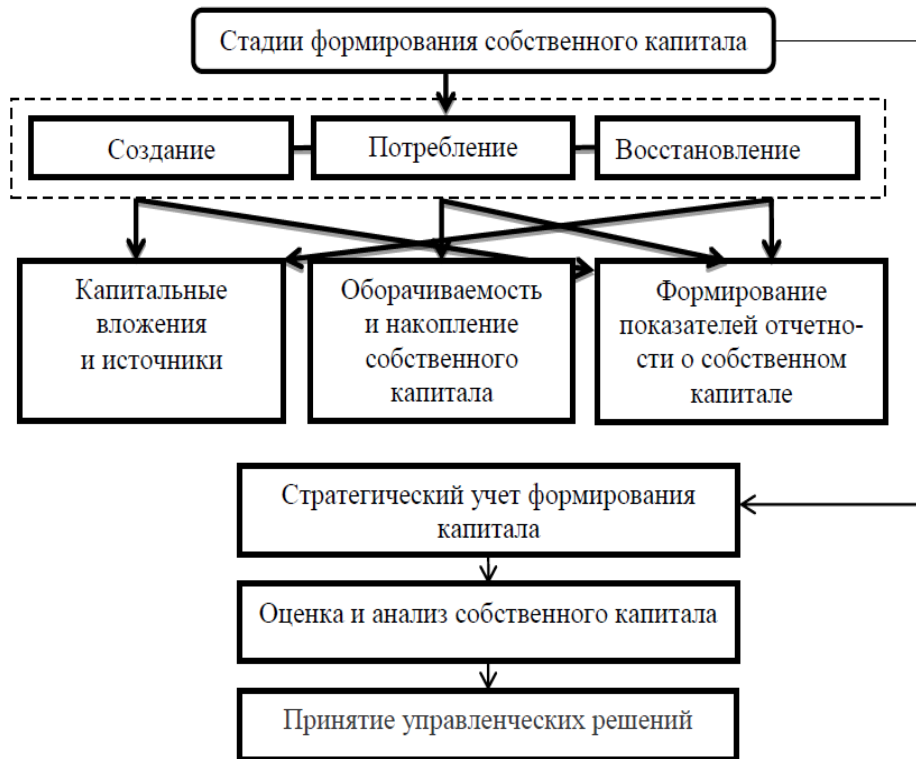 Стадии формирования собственного капитала
Создание
Потребление
Восстановление
Капитальные
вложения
и источники
Оборачиваемость
и накопление
собственного
капитала
Формирование
показателей отчетно-
сти о собственном
капитале
Стратегический учет формирования
капитала
Оценка и анализ собственного капитала
Принятие управленческих решений